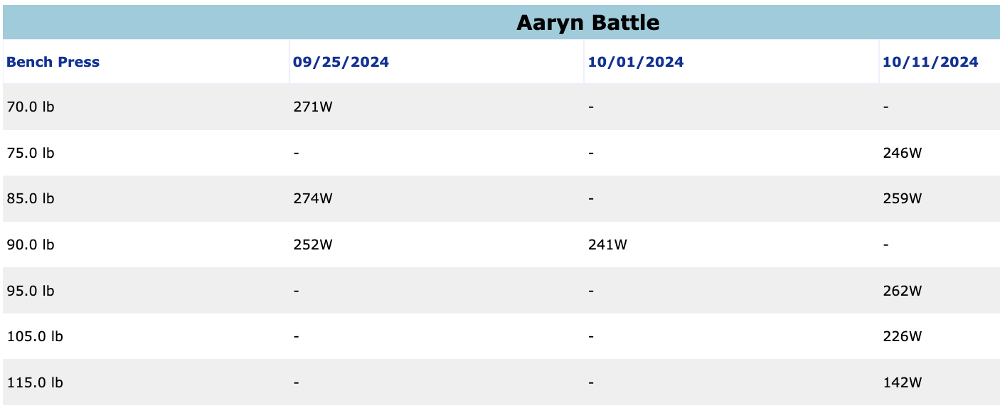 Aaryn Battle
Bench Press 09/25/2024 10/01/2024 10/11/2024
70.0 lb 271W - -
75.0 lb - - 246W
85.0 lb 274W - 259W
90.0 lb 252W 241W -
95.0 lb - - 262W
105.0 lb - - 226W
115.0 lb - - 142W